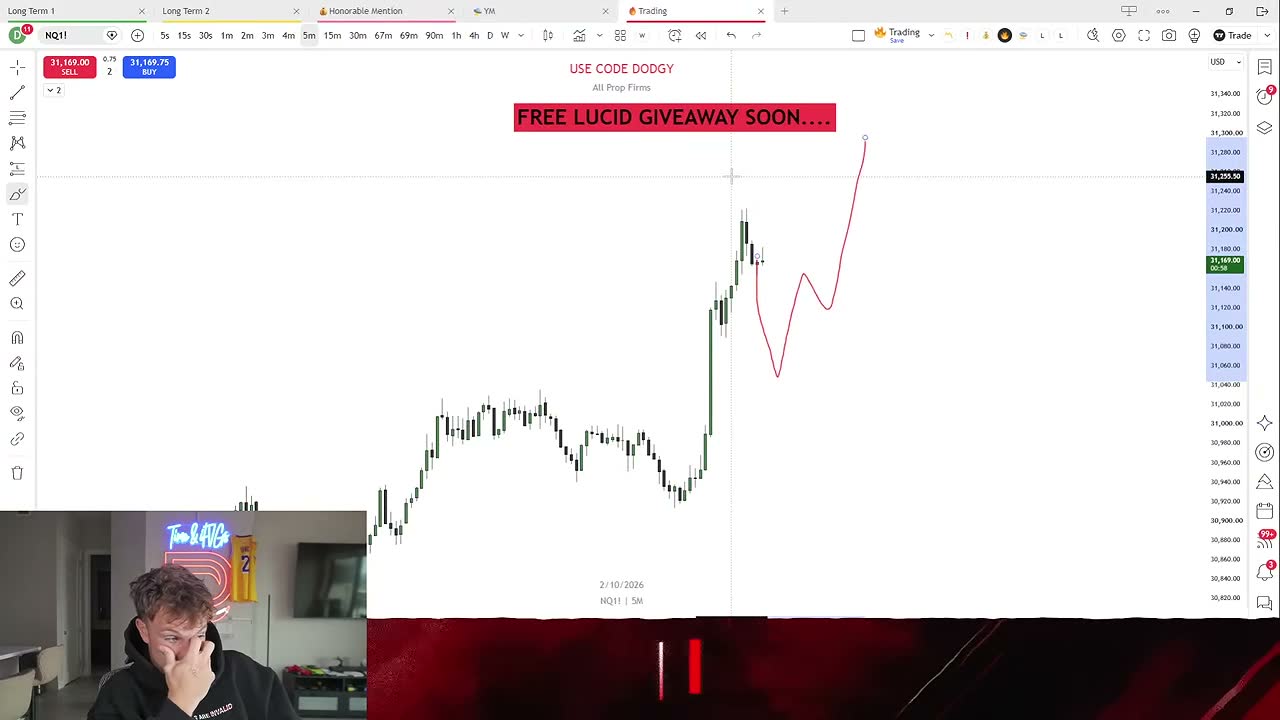 Long Term 1
Long Term 2
Honorable Mention
YM
Trading
D
11
NQ1!
5s
15s
30s
1m
2m
3m
4m
5m
15m
30m
67m
69m
90m
1h
4h
D
W
W
Trading
Save
L
L
Trade
31,169.00
SELL
0.75
2
31,169.75
BUY
2
USE CODE DODGY
All Prop Firms
FREE LUCID GIVEAWAY SOON....
USD
31,340.00
31,320.00
31,300.00
31,280.00
31,255.50
31,240.00
31,220.00
31,200.00
31,180.00
31,169.00
00:58
31,140.00
31,120.00
31,100.00
31,080.00
31,060.00
31,040.00
31,020.00
31,000.00
30,980.00
30,960.00
30,940.00
30,920.00
30,900.00
30,880.00
30,860.00
30,840.00
30,820.00
9
99+
3
2/10/2026
NQ1! | 5M
Time & 4VGs
2